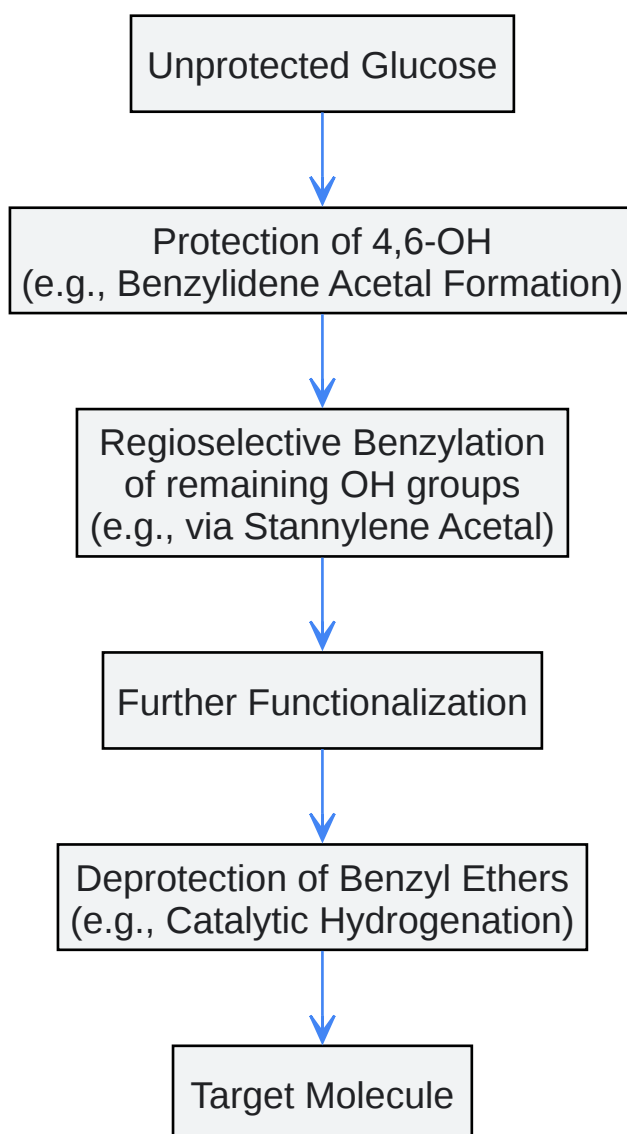 Unprotected Glucose
Protection of 4,6-OH
(e.g., Benzylidene Acetal Formation)
Regioselective Benzylation
of remaining OH groups
(e.g., via Stannylene Acetal)
Further Functionalization
Deprotection of Benzyl Ethers
(e.g., Catalytic Hydrogenation)
Target Molecule